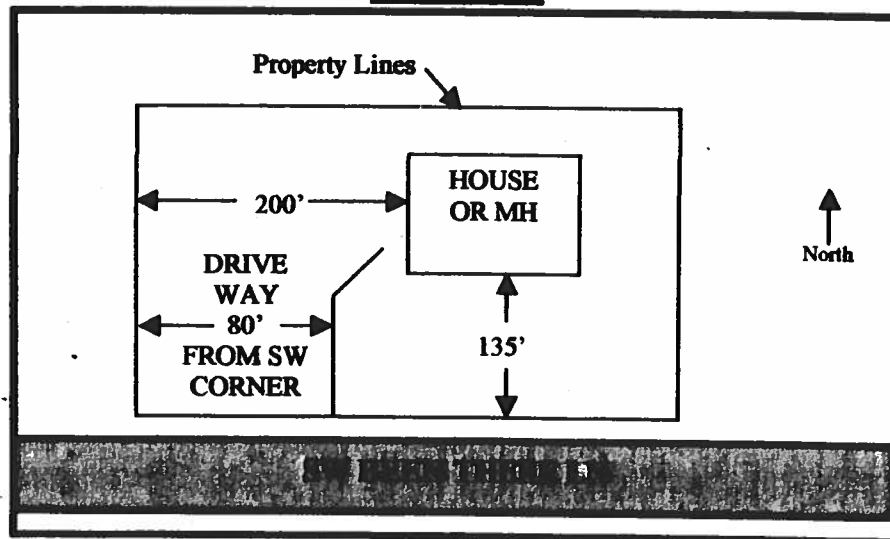 Property Lines
HOUSE
OR MH
200'
North
DRIVE
WAY
80'
FROM SW
CORNER
135'